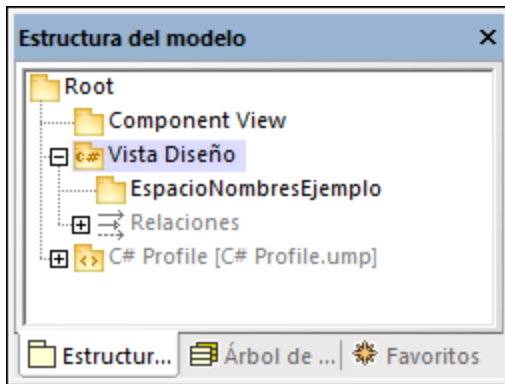 Estructura del modelo
Root
Component View
c# Vista Diseño
EspacioNombresEjemplo
Relaciones
C# Profile [C# Profile.ump]
Estructur... Árbol de ... Favoritos